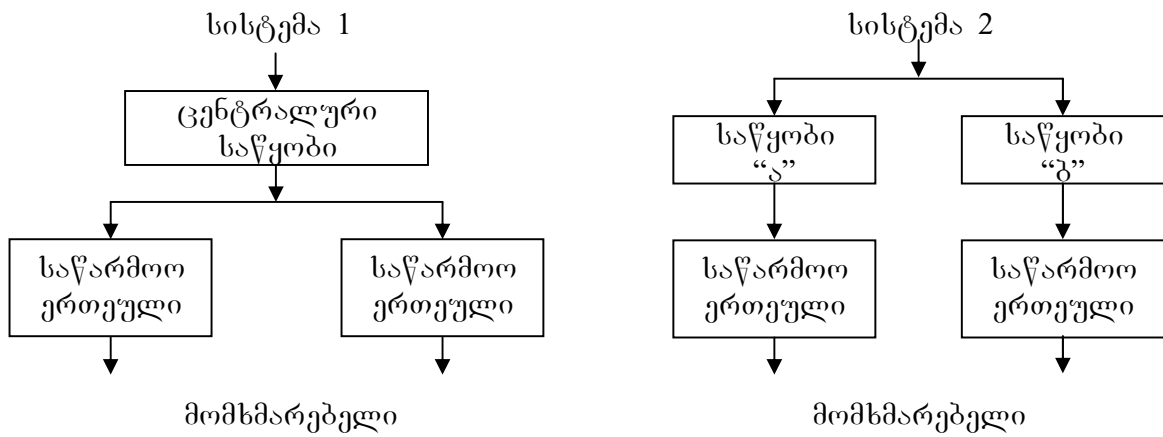 სისტემა 1
ცენტრალური
საწყობი
საწარმოო
ერთეული
საწარმოო
ერთეული
მომხმარებელი
სისტემა 2
საწყობი
“ა”
საწყობი
“ბ”
საწარმოო
ერთეული
საწარმოო
ერთეული
მომხმარებელი